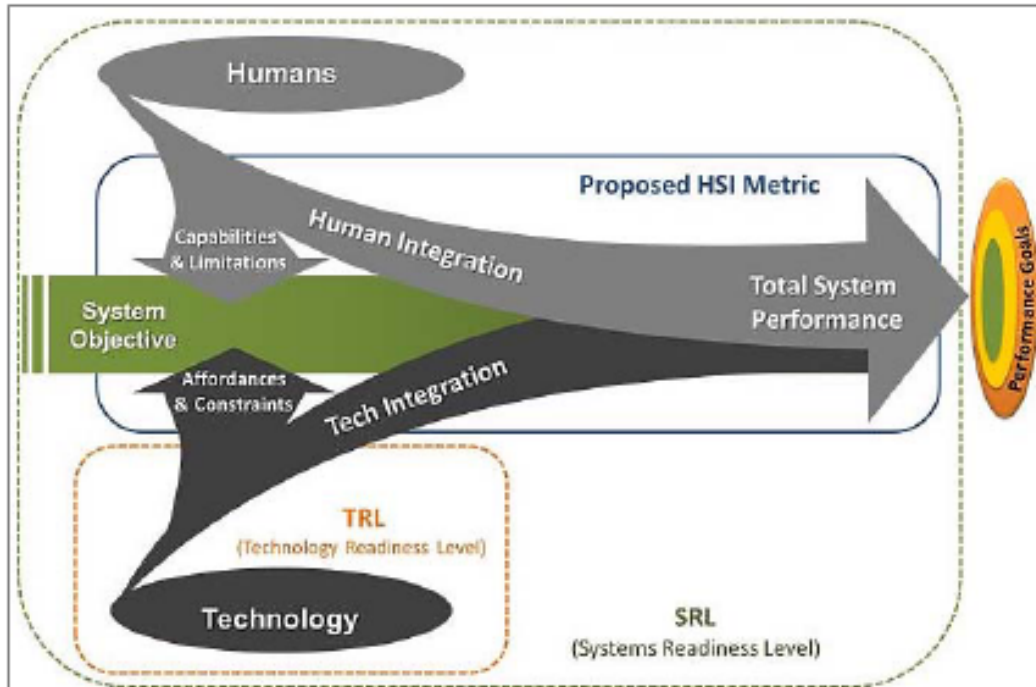 Humans
Proposed HSI Metric
Capabilities
& Limitations
Human Integration
System
Objective
Total System
Performance
Performance Goals
Affordances
& Constraints
Tech Integration
TRL
(Technology Readiness Level)
Technology
SRL
(Systems Readiness Level)